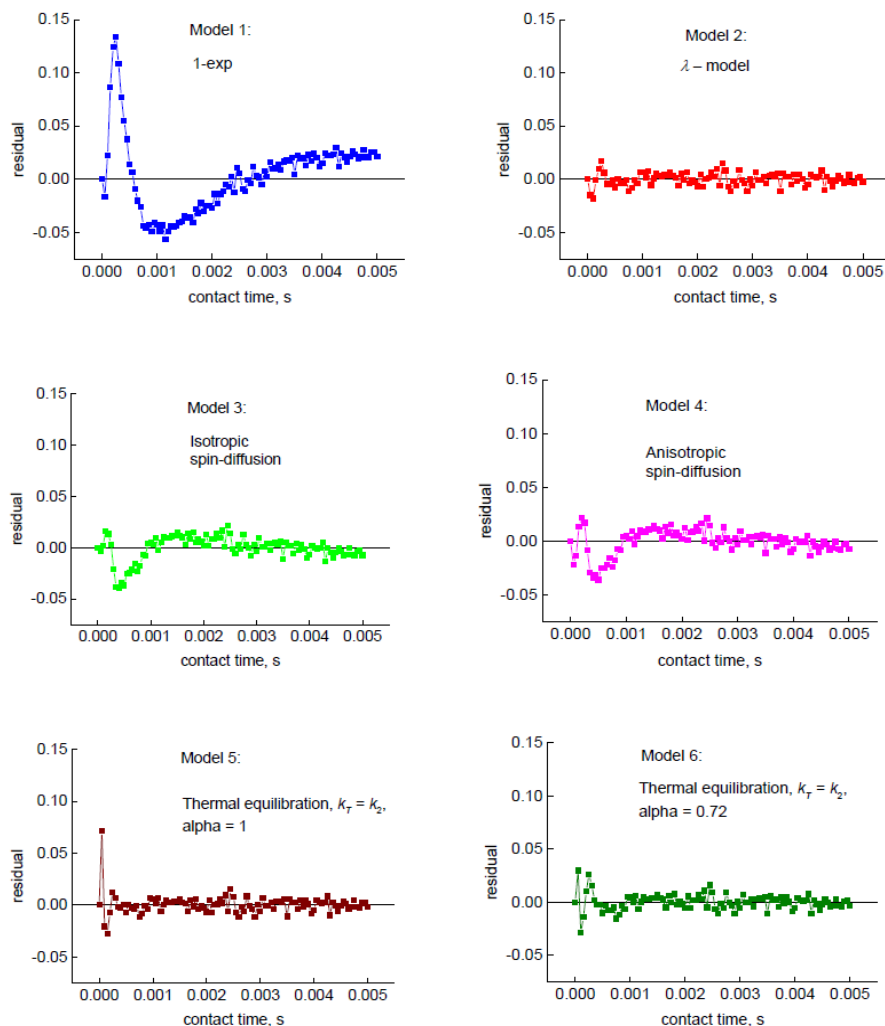 0.15
0.10
0.05
0.00
-0.05
residual
Model 1:
1-exp
0.000 0.001 0.002 0.003 0.004 0.005
contact time, s
0.15
0.10
0.05
0.00
-0.05
residual
Model 2:
λ – model
0.000 0.001 0.002 0.003 0.004 0.005
contact time, s
0.15
0.10
0.05
0.00
-0.05
residual
Model 3:
Isotropic
spin-diffusion
0.000 0.001 0.002 0.003 0.004 0.005
contact time, s
0.15
0.10
0.05
0.00
-0.05
residual
Model 4:
Anisotropic
spin-diffusion
0.000 0.001 0.002 0.003 0.004 0.005
contact time, s
0.15
0.10
0.05
0.00
-0.05
residual
Model 5:
Thermal equilibration, k_T = k_2,
alpha = 1
0.000 0.001 0.002 0.003 0.004 0.005
contact time, s
0.15
0.10
0.05
0.00
-0.05
residual
Model 6:
Thermal equilibration, k_T = k_2,
alpha = 0.72
0.000 0.001 0.002 0.003 0.004 0.005
contact time, s